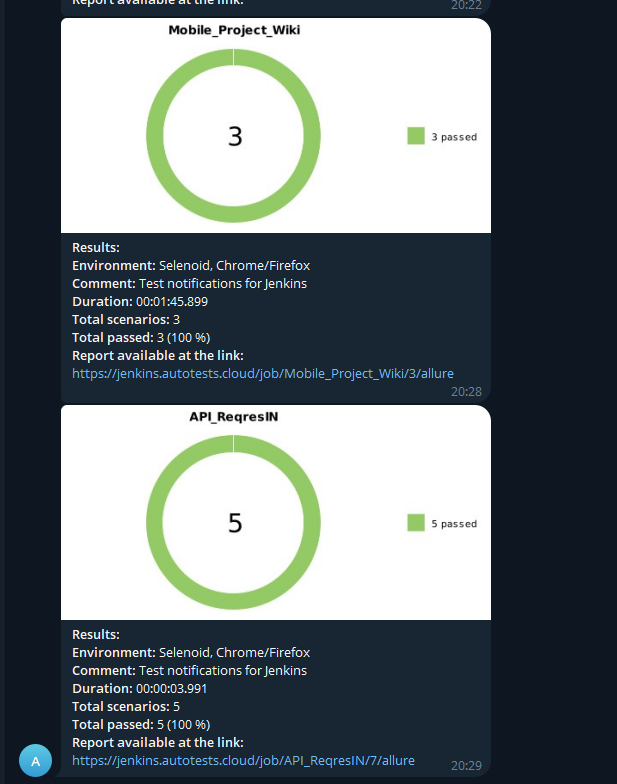 Report available at the link:
20:22
Mobile_Project_Wiki
3
3 passed
Results:
Environment: Selenoid, Chrome/Firefox
Comment: Test notifications for Jenkins
Duration: 00:01:45.899
Total scenarios: 3
Total passed: 3 (100 %)
Report available at the link:
https://jenkins.autotests.cloud/job/Mobile_Project_Wiki/3/allure
20:28
API_ReqresIN
5
5 passed
Results:
Environment: Selenoid, Chrome/Firefox
Comment: Test notifications for Jenkins
Duration: 00:00:03.991
Total scenarios: 5
Total passed: 5 (100 %)
Report available at the link:
https://jenkins.autotests.cloud/job/API_ReqresIN/7/allure
A
20:29